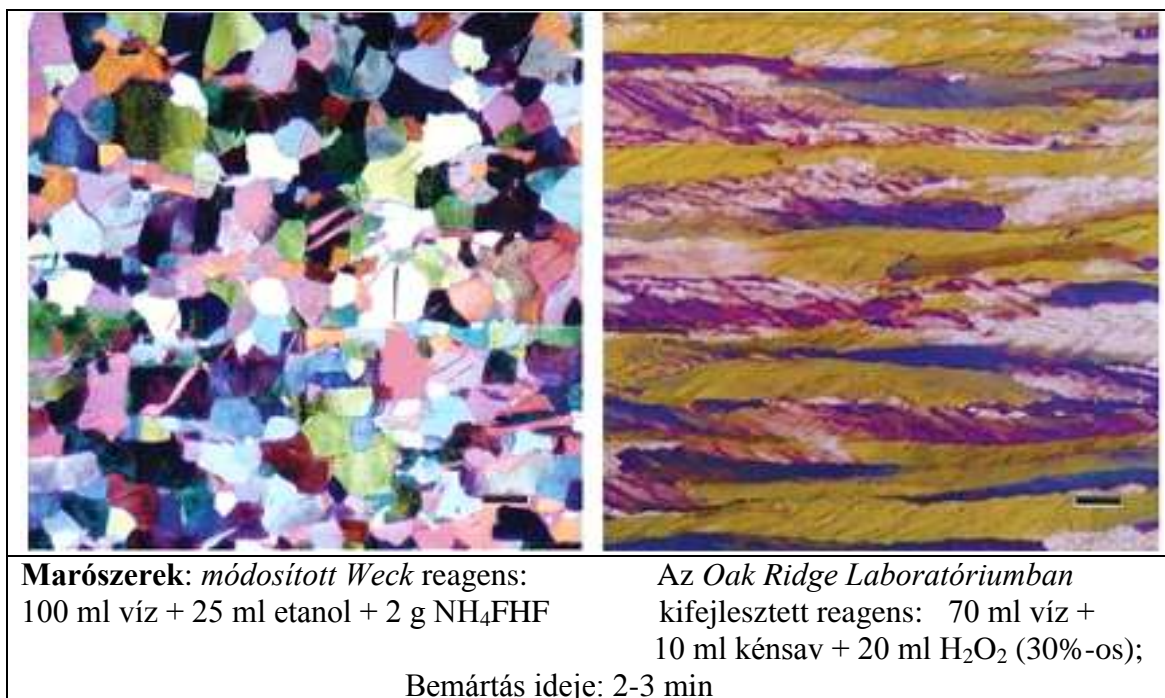 Marószerek: módosított Weck reagens:
100 ml víz + 25 ml etanol + 2 g NH₄FHF
Az Oak Ridge Laboratóriumban
kifejlesztett reagens: 70 ml víz +
10 ml kénsav + 20 ml H₂O₂ (30%-os);
Bemártás ideje: 2-3 min